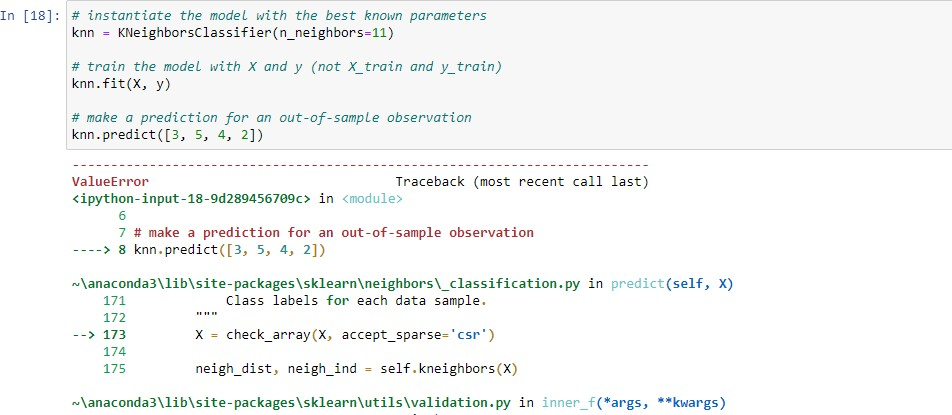 In [18]: # instantiate the model with the best known parameters
knn = KNeighborsClassifier(n_neighbors=11)
# train the model with X and y (not X_train and y_train)
knn.fit(X, y)
# make a prediction for an out-of-sample observation
knn.predict([3, 5, 4, 2])
---------------------------------------------------------------------------
ValueError                                Traceback (most recent call last)
<ipython-input-18-9d289456709c> in <module>
      6
      7 # make a prediction for an out-of-sample observation
----> 8 knn.predict([3, 5, 4, 2])
~\anaconda3\lib\site-packages\sklearn\neighbors\_classification.py in predict(self, X)
    171             Class labels for each data sample.
    172         """
--> 173         X = check_array(X, accept_sparse='csr')
    174
    175         neigh_dist, neigh_ind = self.kneighbors(X)
~\anaconda3\lib\site-packages\sklearn\utils\validation.py in inner_f(*args, **kwargs)